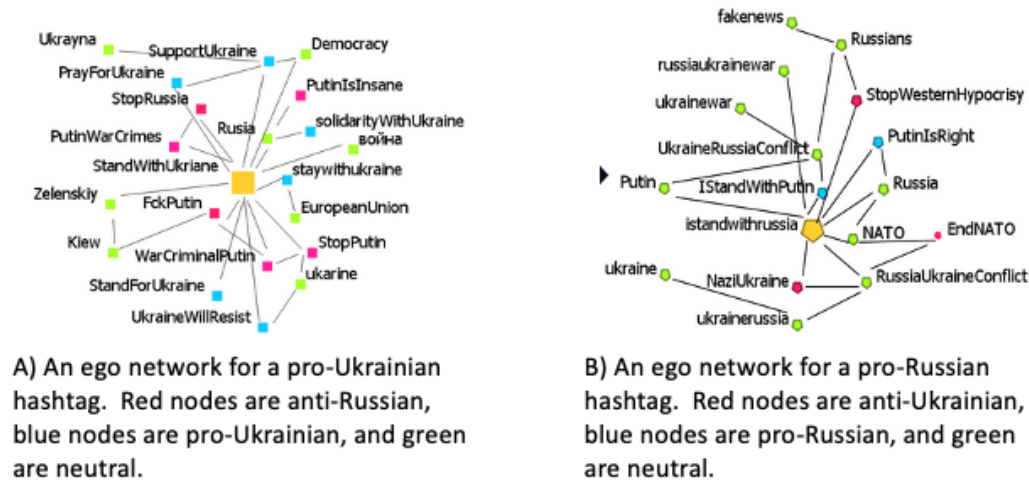 Ukrayna
SupportUkraine
Democracy
PrayForUkraine
PutinIsInsane
StopRussia
Rusia
solidarityWithUkraine
PutinWarCrimes
война
StandWithUkriane
staywithukraine
Zelenskiy
FckPutin
EuropeanUnion
Kiew
WarCriminalPutin
StopPutin
StandForUkraine
ukarine
UkraineWillResist
A) An ego network for a pro-Ukrainian
hashtag. Red nodes are anti-Russian,
blue nodes are pro-Ukrainian, and green
are neutral.
fakenews
Russians
russiaukrainewar
StopWesternHypocrisy
ukrainewar
PutinIsRight
UkraineRussiaConflict
Putin
IStandWithPutin
Russia
istandwithrussia
NATO
EndNATO
ukraine
NaziUkraine
RussiaUkraineConflict
ukrainerussia
B) An ego network for a pro-Russian
hashtag. Red nodes are anti-Ukrainian,
blue nodes are pro-Russian, and green
are neutral.